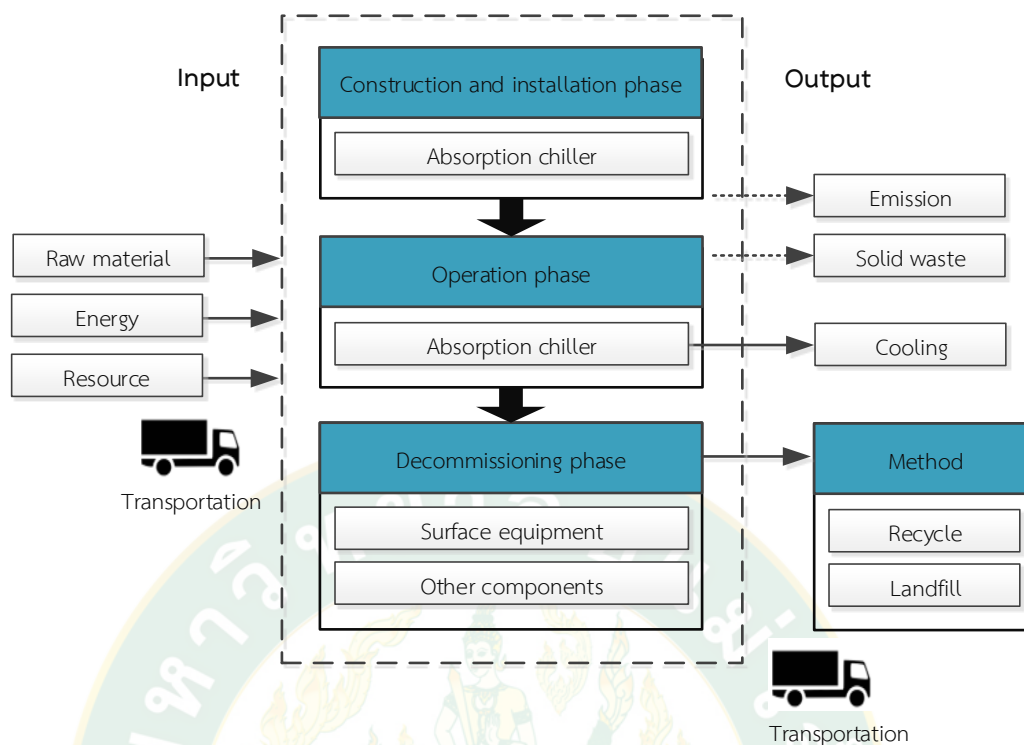 Input
Output
Construction and installation phase
Absorption chiller
Emission
Raw material
Operation phase
Solid waste
Energy
Absorption chiller
Cooling
Resource
Transportation
Decommissioning phase
Method
Surface equipment
Recycle
Other components
Landfill
Transportation